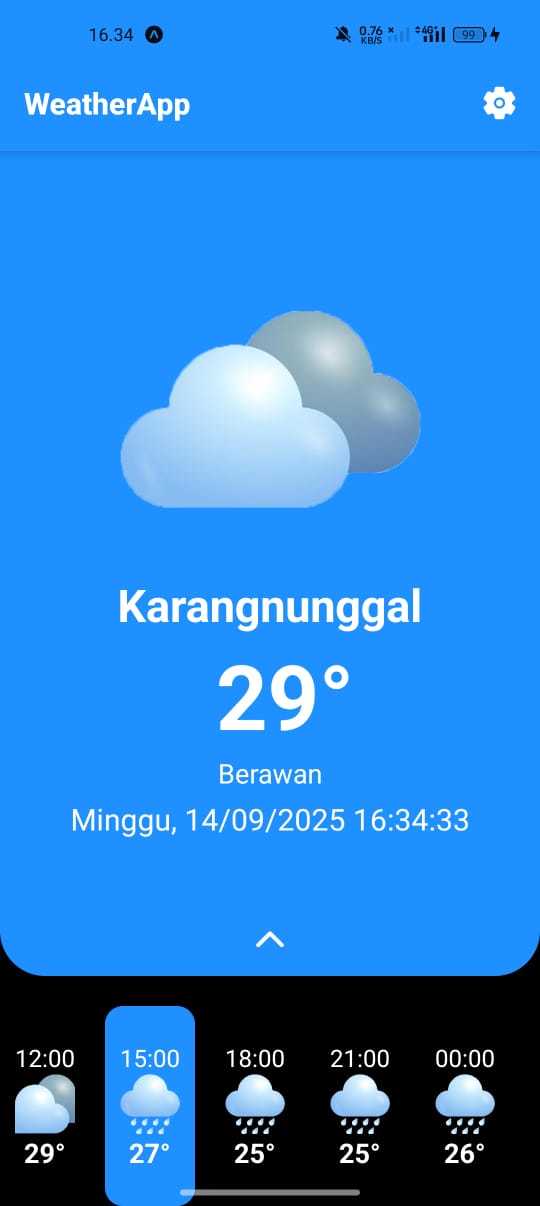 16.34
0.76
KB/S
4G+
99
WeatherApp
Karangnunggal
29°
Berawan
Minggu, 14/09/2025 16:34:33
12:00 15:00 18:00 21:00 00:00
29° 27° 25° 25° 26°